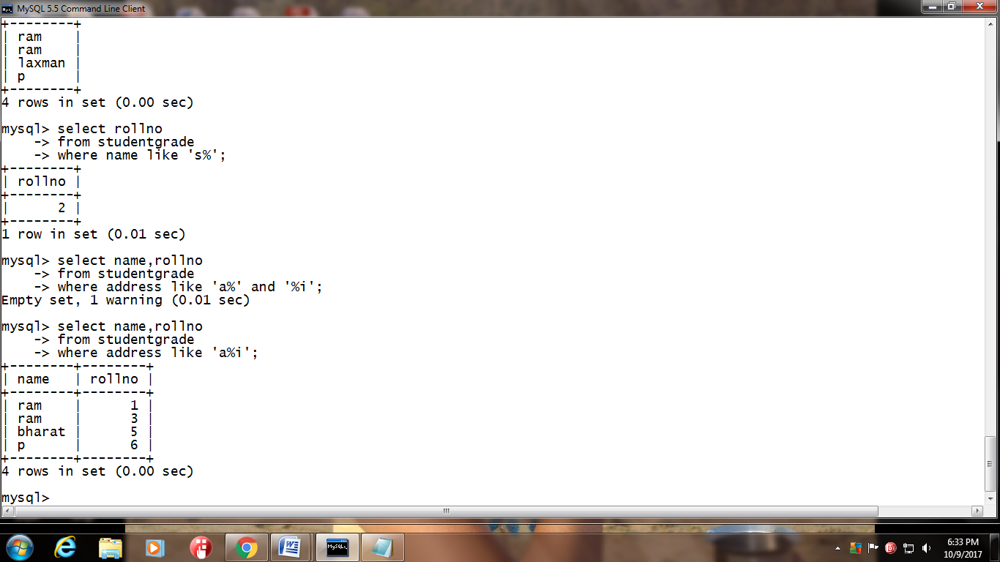 MySQL 5.5 Command Line Client
+--------+
| ram    |
| ram    |
| laxman |
| p      |
+--------+
4 rows in set (0.00 sec)
mysql> select rollno
    -> from studentgrade
    -> where name like 's%';
+--------+
| rollno |
+--------+
|      2 |
+--------+
1 row in set (0.01 sec)
mysql> select name,rollno
    -> from studentgrade
    -> where address like 'a%' and '%i';
Empty set, 1 warning (0.01 sec)
mysql> select name,rollno
    -> from studentgrade
    -> where address like 'a%i';
+--------+--------+
| name   | rollno |
+--------+--------+
| ram    |      1 |
| ram    |      3 |
| bharat |      5 |
| p      |      6 |
+--------+--------+
4 rows in set (0.00 sec)
mysql>
MySQL
6:33 PM
10/9/2017